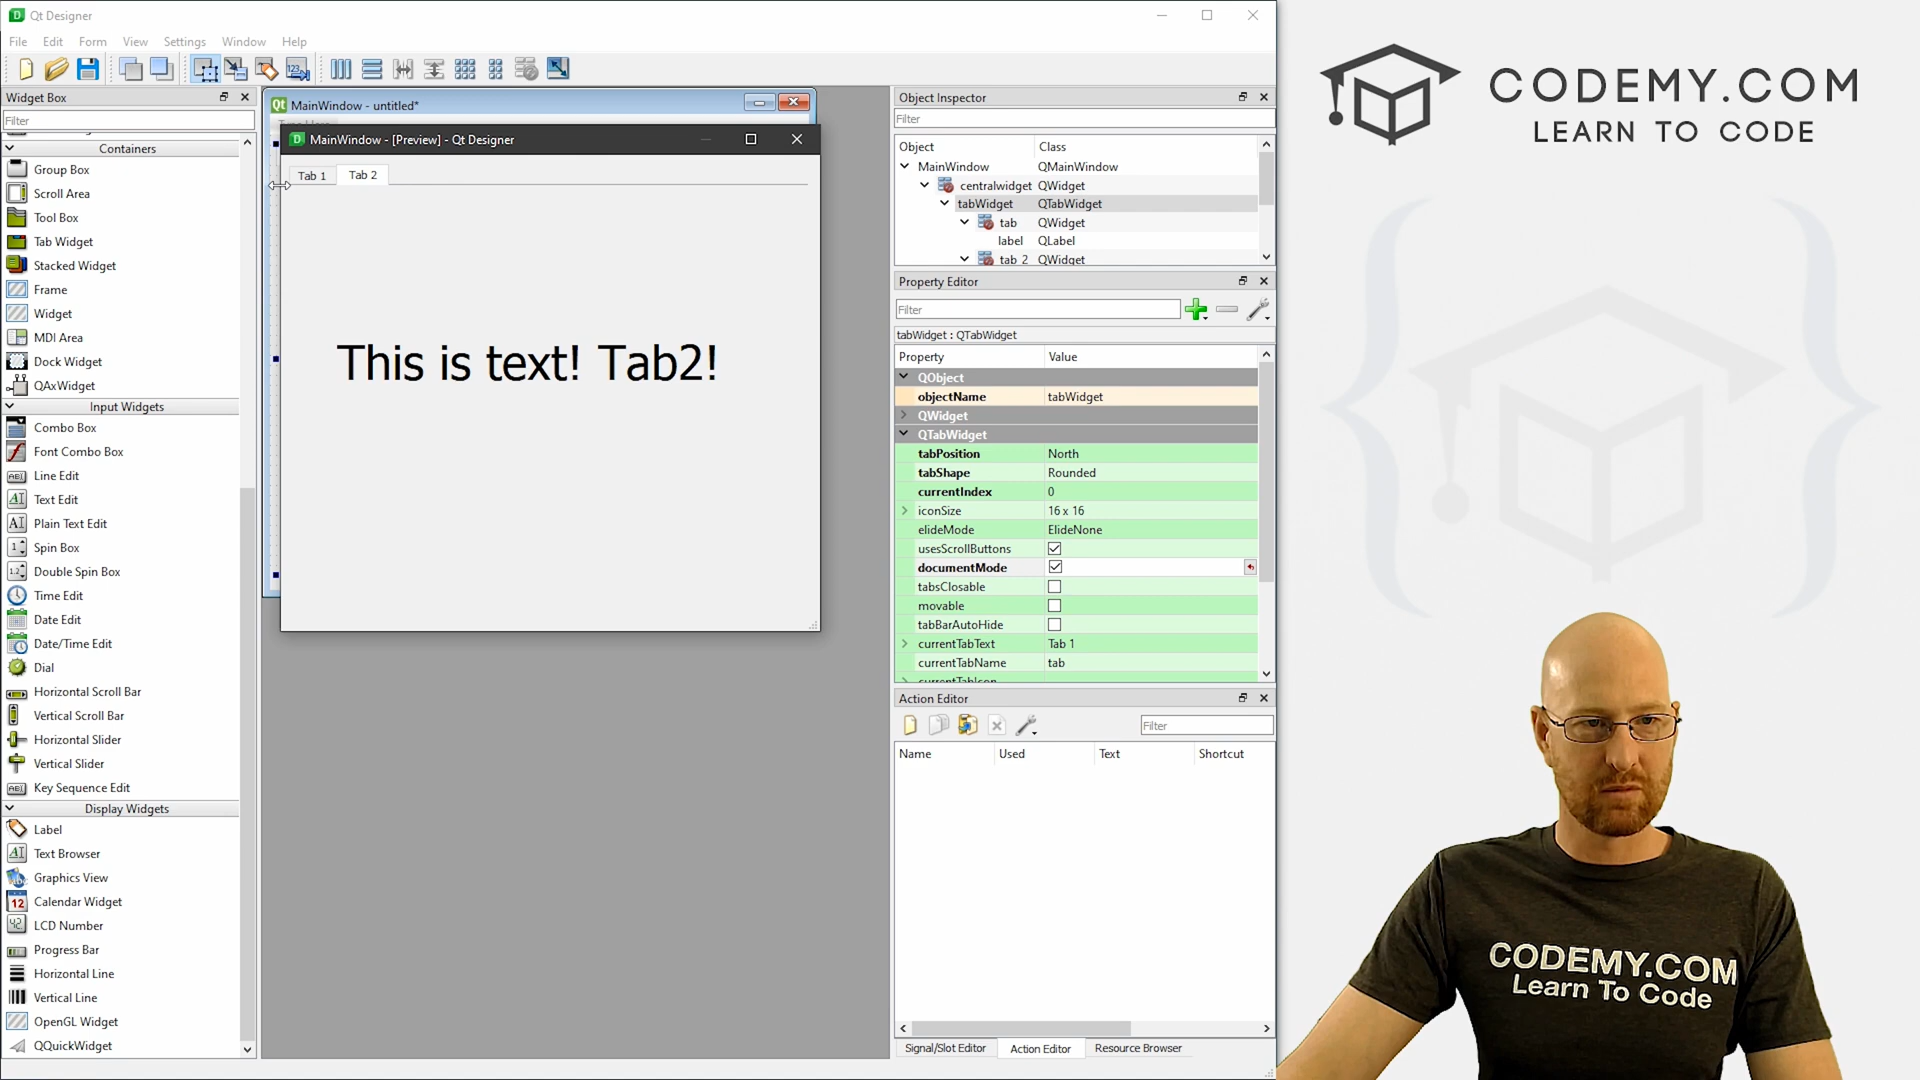 Qt Designer
File Edit Form View Settings Window Help
Widget Box
Filter
Containers
Group Box
Scroll Area
Tool Box
Tab Widget
Stacked Widget
Frame
Widget
MDI Area
Dock Widget
QAxWidget
Input Widgets
Combo Box
Font Combo Box
Line Edit
Text Edit
Plain Text Edit
Spin Box
Double Spin Box
Time Edit
Date Edit
Date/Time Edit
Dial
Horizontal Scroll Bar
Vertical Scroll Bar
Horizontal Slider
Vertical Slider
Key Sequence Edit
Display Widgets
Label
Text Browser
Graphics View
Calendar Widget
LCD Number
Progress Bar
Horizontal Line
Vertical Line
OpenGL Widget
QQuickWidget
MainWindow - untitled*
MainWindow - [Preview] - Qt Designer
Tab 1 Tab 2
This is text! Tab2!
Object Inspector
Filter
Object Class
MainWindow QMainWindow
centralwidget QWidget
tabWidget QTabWidget
tab QWidget
label QLabel
tab 2 QWidget
Property Editor
Filter
tabWidget : QTabWidget
Property Value
QObject
objectName tabWidget
QWidget
QTabWidget
tabPosition North
tabShape Rounded
currentIndex 0
iconSize 16 x 16
elideMode ElideNone
usesScrollButtons
documentMode
tabsClosable
movable
tabBarAutoHide
currentTabText Tab 1
currentTabName tab
currentTabIcon
Action Editor
Filter
Name Used Text Shortcut
Signal/Slot Editor Action Editor Resource Browser
CODEMY.COM
LEARN TO CODE
CODEMY.COM
Learn To Code